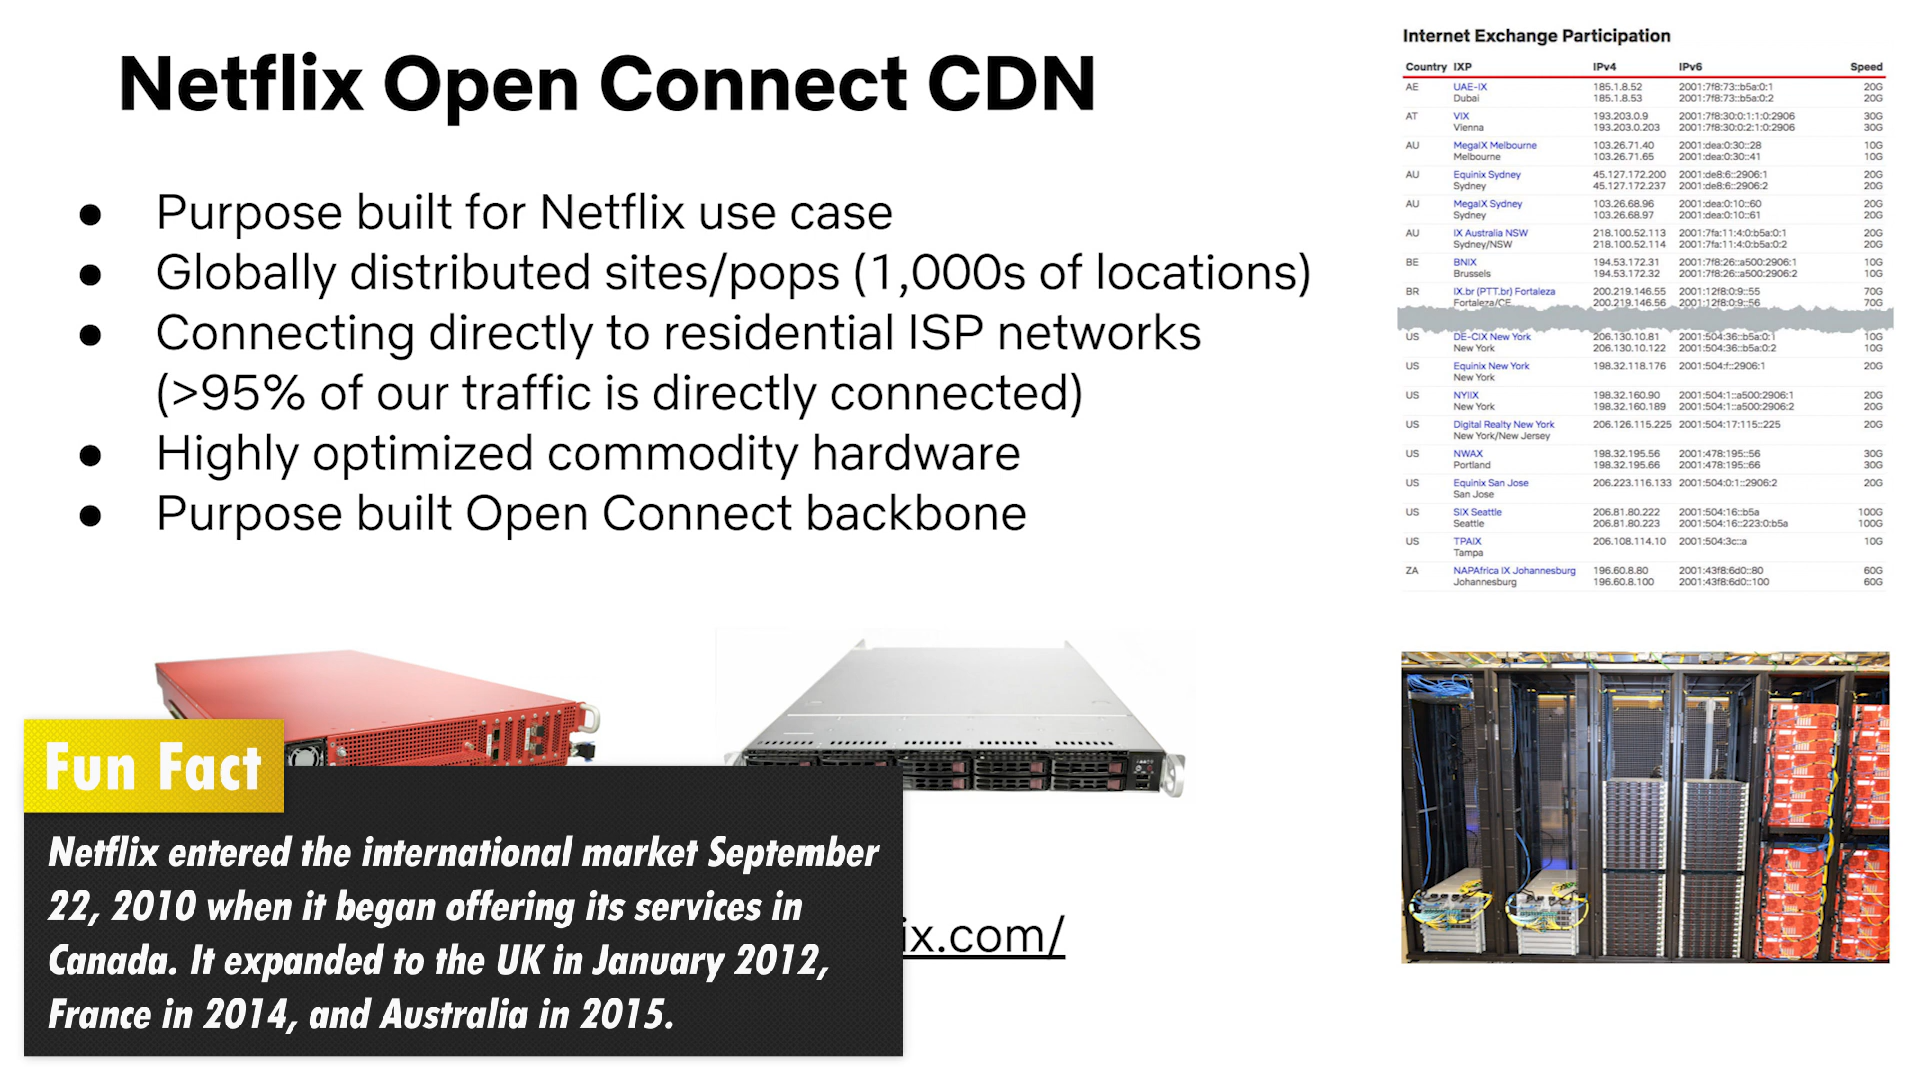 Netflix Open Connect CDN
● Purpose built for Netflix use case
● Globally distributed sites/pops (1,000s of locations)
● Connecting directly to residential ISP networks
(>95% of our traffic is directly connected)
● Highly optimized commodity hardware
● Purpose built Open Connect backbone
ix.com/
Fun Fact
Netflix entered the international market September
22, 2010 when it began offering its services in
Canada. It expanded to the UK in January 2012,
France in 2014, and Australia in 2015.
Internet Exchange Participation
Country IXP IPv4 IPv6 Speed
AE UAE-IX 185.1.8.52 2001:7f8:73::b5a:0:1 20G
Dubai 185.1.8.53 2001:7f8:73::b5a:0:2 20G
AT VIX 193.203.0.9 2001:7f8:30:0:1:1:0:2906 30G
Vienna 193.203.0.203 2001:7f8:30:0:2:1:0:2906 30G
AU MegaIX Melbourne 103.26.71.40 2001:dea:0:30::28 10G
Melbourne 103.26.71.65 2001:dea:0:30::41 10G
AU Equinix Sydney 45.127.172.200 2001:de8:6::2906:1 20G
Sydney 45.127.172.237 2001:de8:6::2906:2 20G
AU MegaIX Sydney 103.26.68.96 2001:dea:0:10::60 20G
Sydney 103.26.68.97 2001:dea:0:10::61 20G
AU IX Australia NSW 218.100.52.113 2001:7fa:11:4:0:b5a:0:1 20G
Sydney/NSW 218.100.52.114 2001:7fa:11:4:0:b5a:0:2 20G
BE BNIX 194.53.172.31 2001:7f8:26::a500:2906:1 10G
Brussels 194.53.172.32 2001:7f8:26::a500:2906:2 10G
BR IX.br (PTT.br) Fortaleza 200.219.146.55 2001:12f8:0:9::55 70G
Fortaleza/CE 200.219.146.56 2001:12f8:0:9::56 70G
US DE-CIX New York 206.130.10.81 2001:504:36::b5a:0:1 10G
New York 206.130.10.122 2001:504:36::b5a:0:2 10G
US Equinix New York 198.32.118.176 2001:504:f::2906:1 20G
New York
US NYIIX 198.32.160.90 2001:504:1::a500:2906:1 20G
New York 198.32.160.189 2001:504:1::a500:2906:2 20G
US Digital Realty New York 206.126.115.225 2001:504:17:115::225 20G
New York/New Jersey
US NWAX 198.32.195.56 2001:478:195::56 30G
Portland 198.32.195.66 2001:478:195::66 30G
US Equinix San Jose 206.223.116.133 2001:504:0:1::2906:2 20G
San Jose
US SIX Seattle 206.81.80.222 2001:504:16::b5a 100G
Seattle 206.81.80.223 2001:504:16::223:0:b5a 100G
US TPAIX 206.108.114.10 2001:504:3c::a 10G
Tampa
ZA NAPAfrica IX Johannesburg 196.60.8.80 2001:43f8:6d0::80 60G
Johannesburg 196.60.8.100 2001:43f8:6d0::100 60G